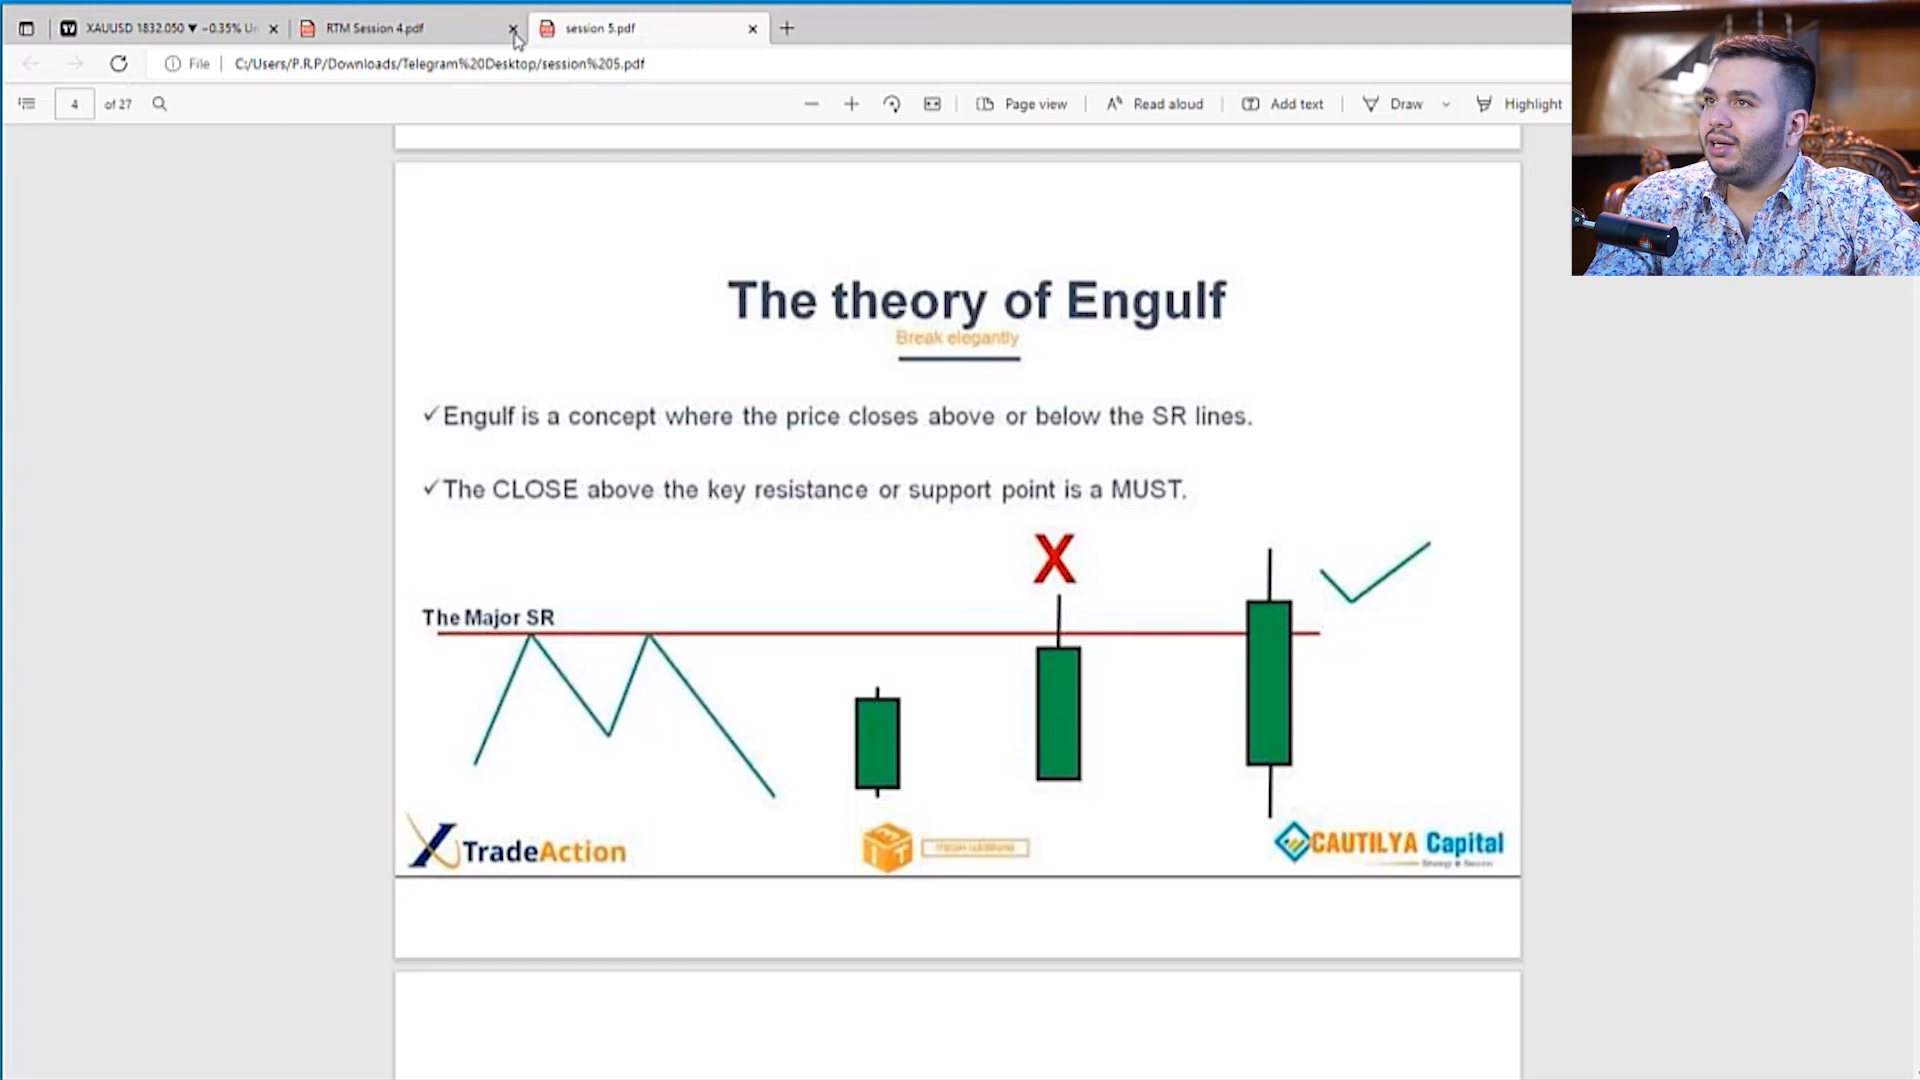 XAUUSD 1832.050 ▼ −0.35% Un
RTM Session 4.pdf
session 5.pdf
File
C:/Users/P.R.P/Downloads/Telegram%20Desktop/session%205.pdf
4 of 27
Page view
Read aloud
Add text
Draw
Highlight
The theory of Engulf
Break elegantly
✓Engulf is a concept where the price closes above or below the SR lines.
✓The CLOSE above the key resistance or support point is a MUST.
X
The Major SR
TradeAction
CAUTILYA Capital